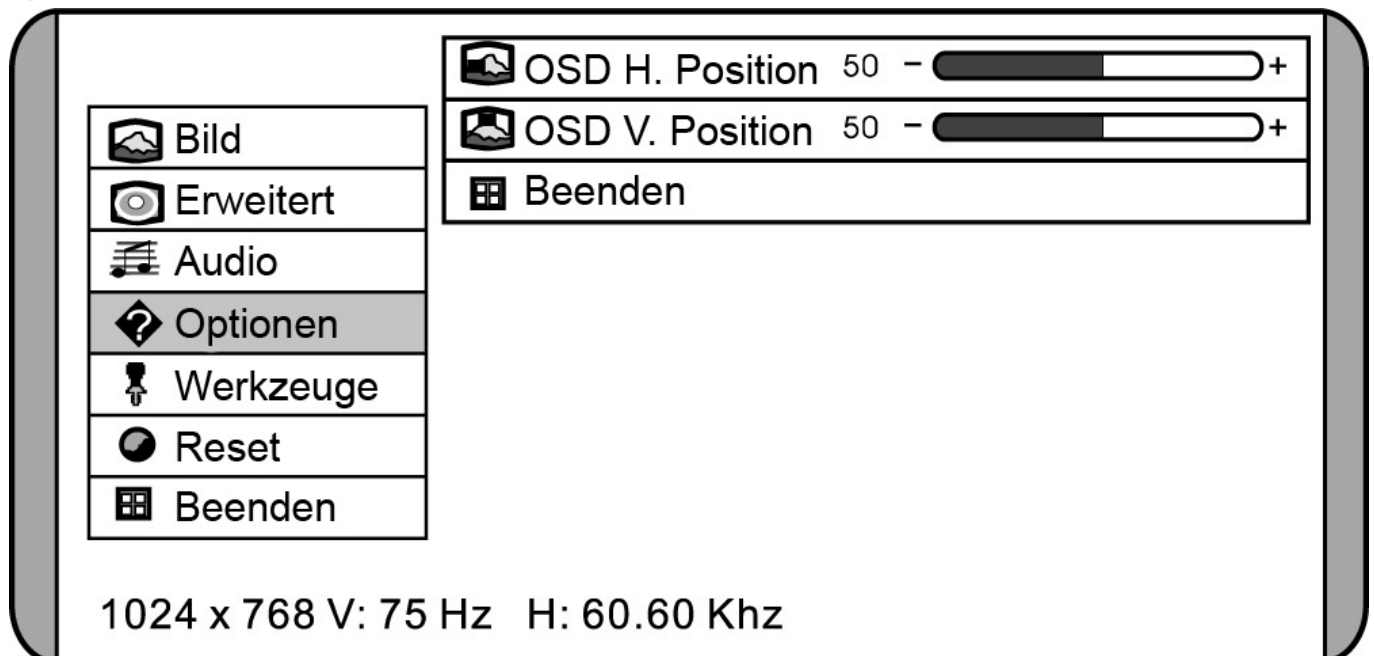 Bild
Erweitert
Audio
Optionen
Werkzeuge
Reset
Beenden
OSD H. Position 50 - +
OSD V. Position 50 - +
Beenden
1024 x 768 V: 75 Hz H: 60.60 Khz